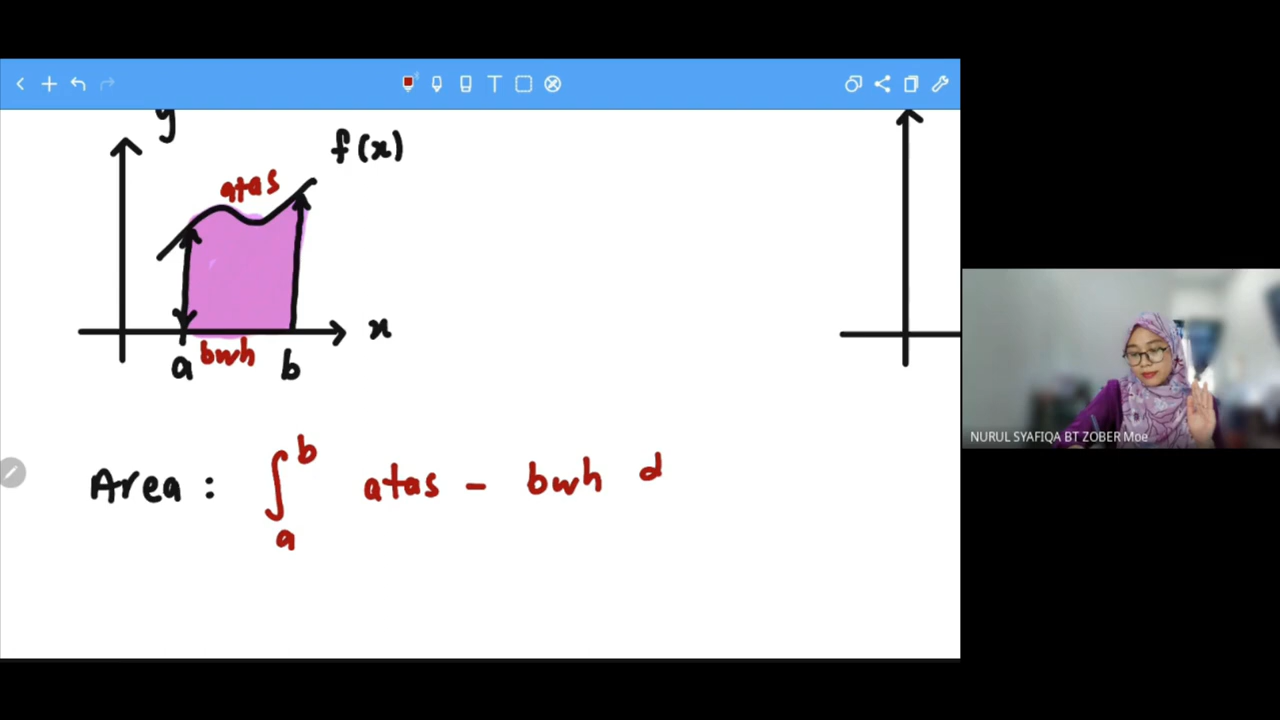 y
f(x)
atas
x
a bwh b
Area : ∫ₐᵇ atas - bwh d
T
NURUL SYAFIQA BT ZOBER Moe